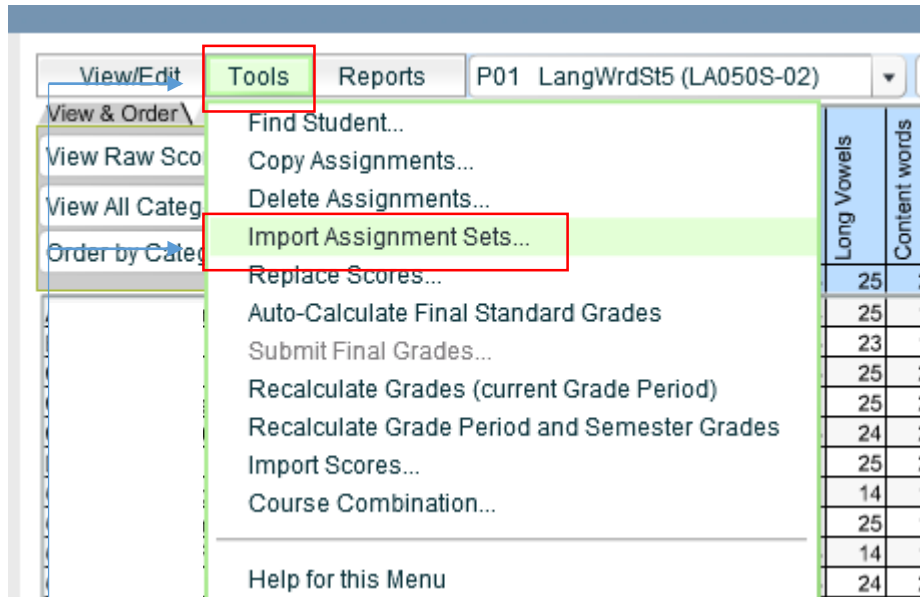 View/Edit Tools Reports P01 LangWrdSt5 (LA050S-02)
View & Order
View Raw Sco
View All Categ
Order by Categ
Find Student...
Copy Assignments...
Delete Assignments...
Import Assignment Sets...
Replace Scores...
Auto-Calculate Final Standard Grades
Submit Final Grades...
Recalculate Grades (current Grade Period)
Recalculate Grade Period and Semester Grades
Import Scores...
Course Combination...
Help for this Menu
Long Vowels
Content words
25
25
23
25
25
24
25
14
25
14
24